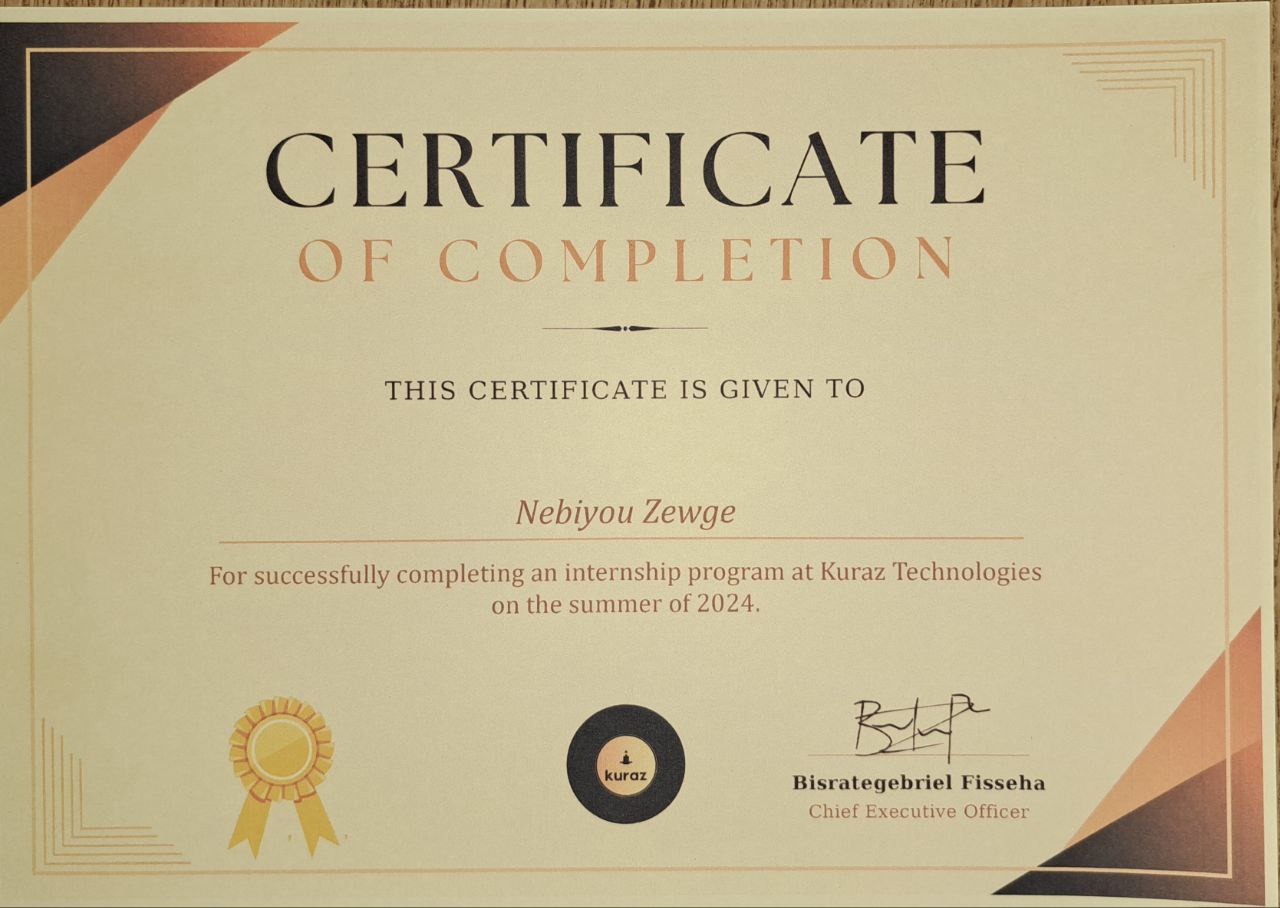 CERTIFICATE
OF COMPLETION
THIS CERTIFICATE IS GIVEN TO
Nebiyou Zewge
For successfully completing an internship program at Kuraz Technologies
on the summer of 2024.
kuraz
Bisrategebriel Fisseha
Chief Executive Officer